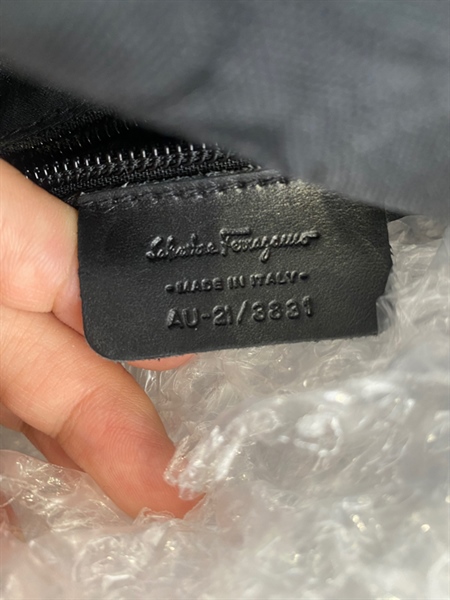 Salvatore Ferragamo
-MADE IN ITALY-
AU-21/3331